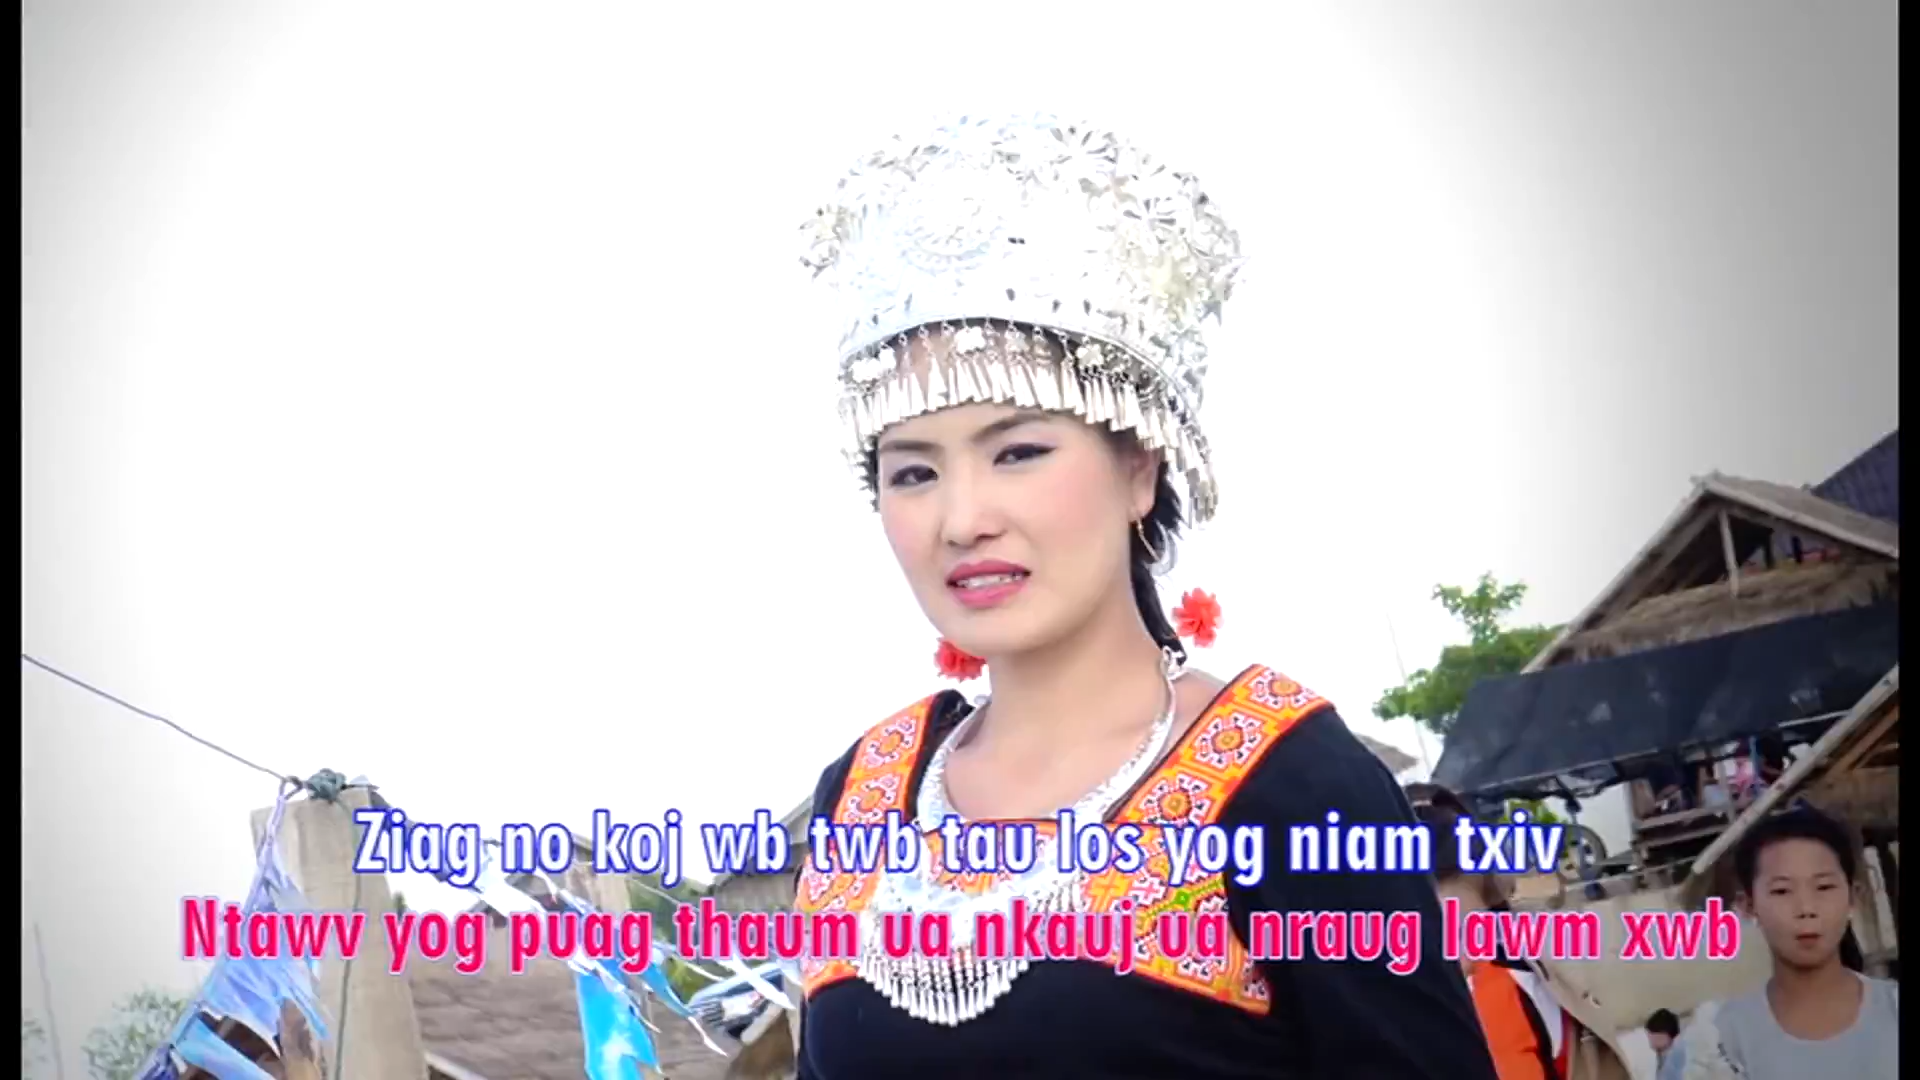 Ziag no koj wb twb tau los yog niam txiv
Ntawv yog puag thaum ua nkauj ua nraug lawm xwb